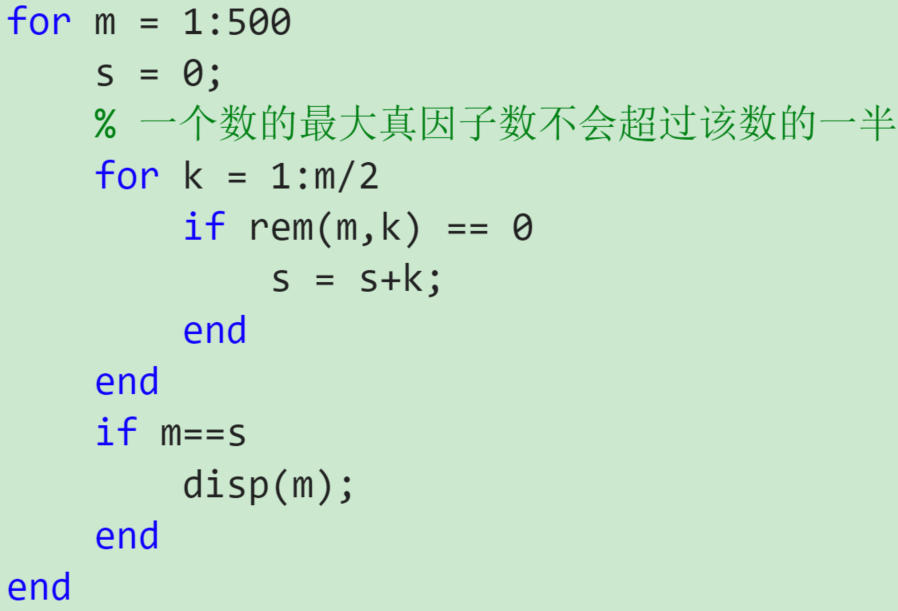 for m = 1:500
    s = 0;
    % 一个数的最大真因子数不会超过该数的一半
    for k = 1:m/2
        if rem(m,k) == 0
            s = s+k;
        end
    end
    if m==s
        disp(m);
    end
end